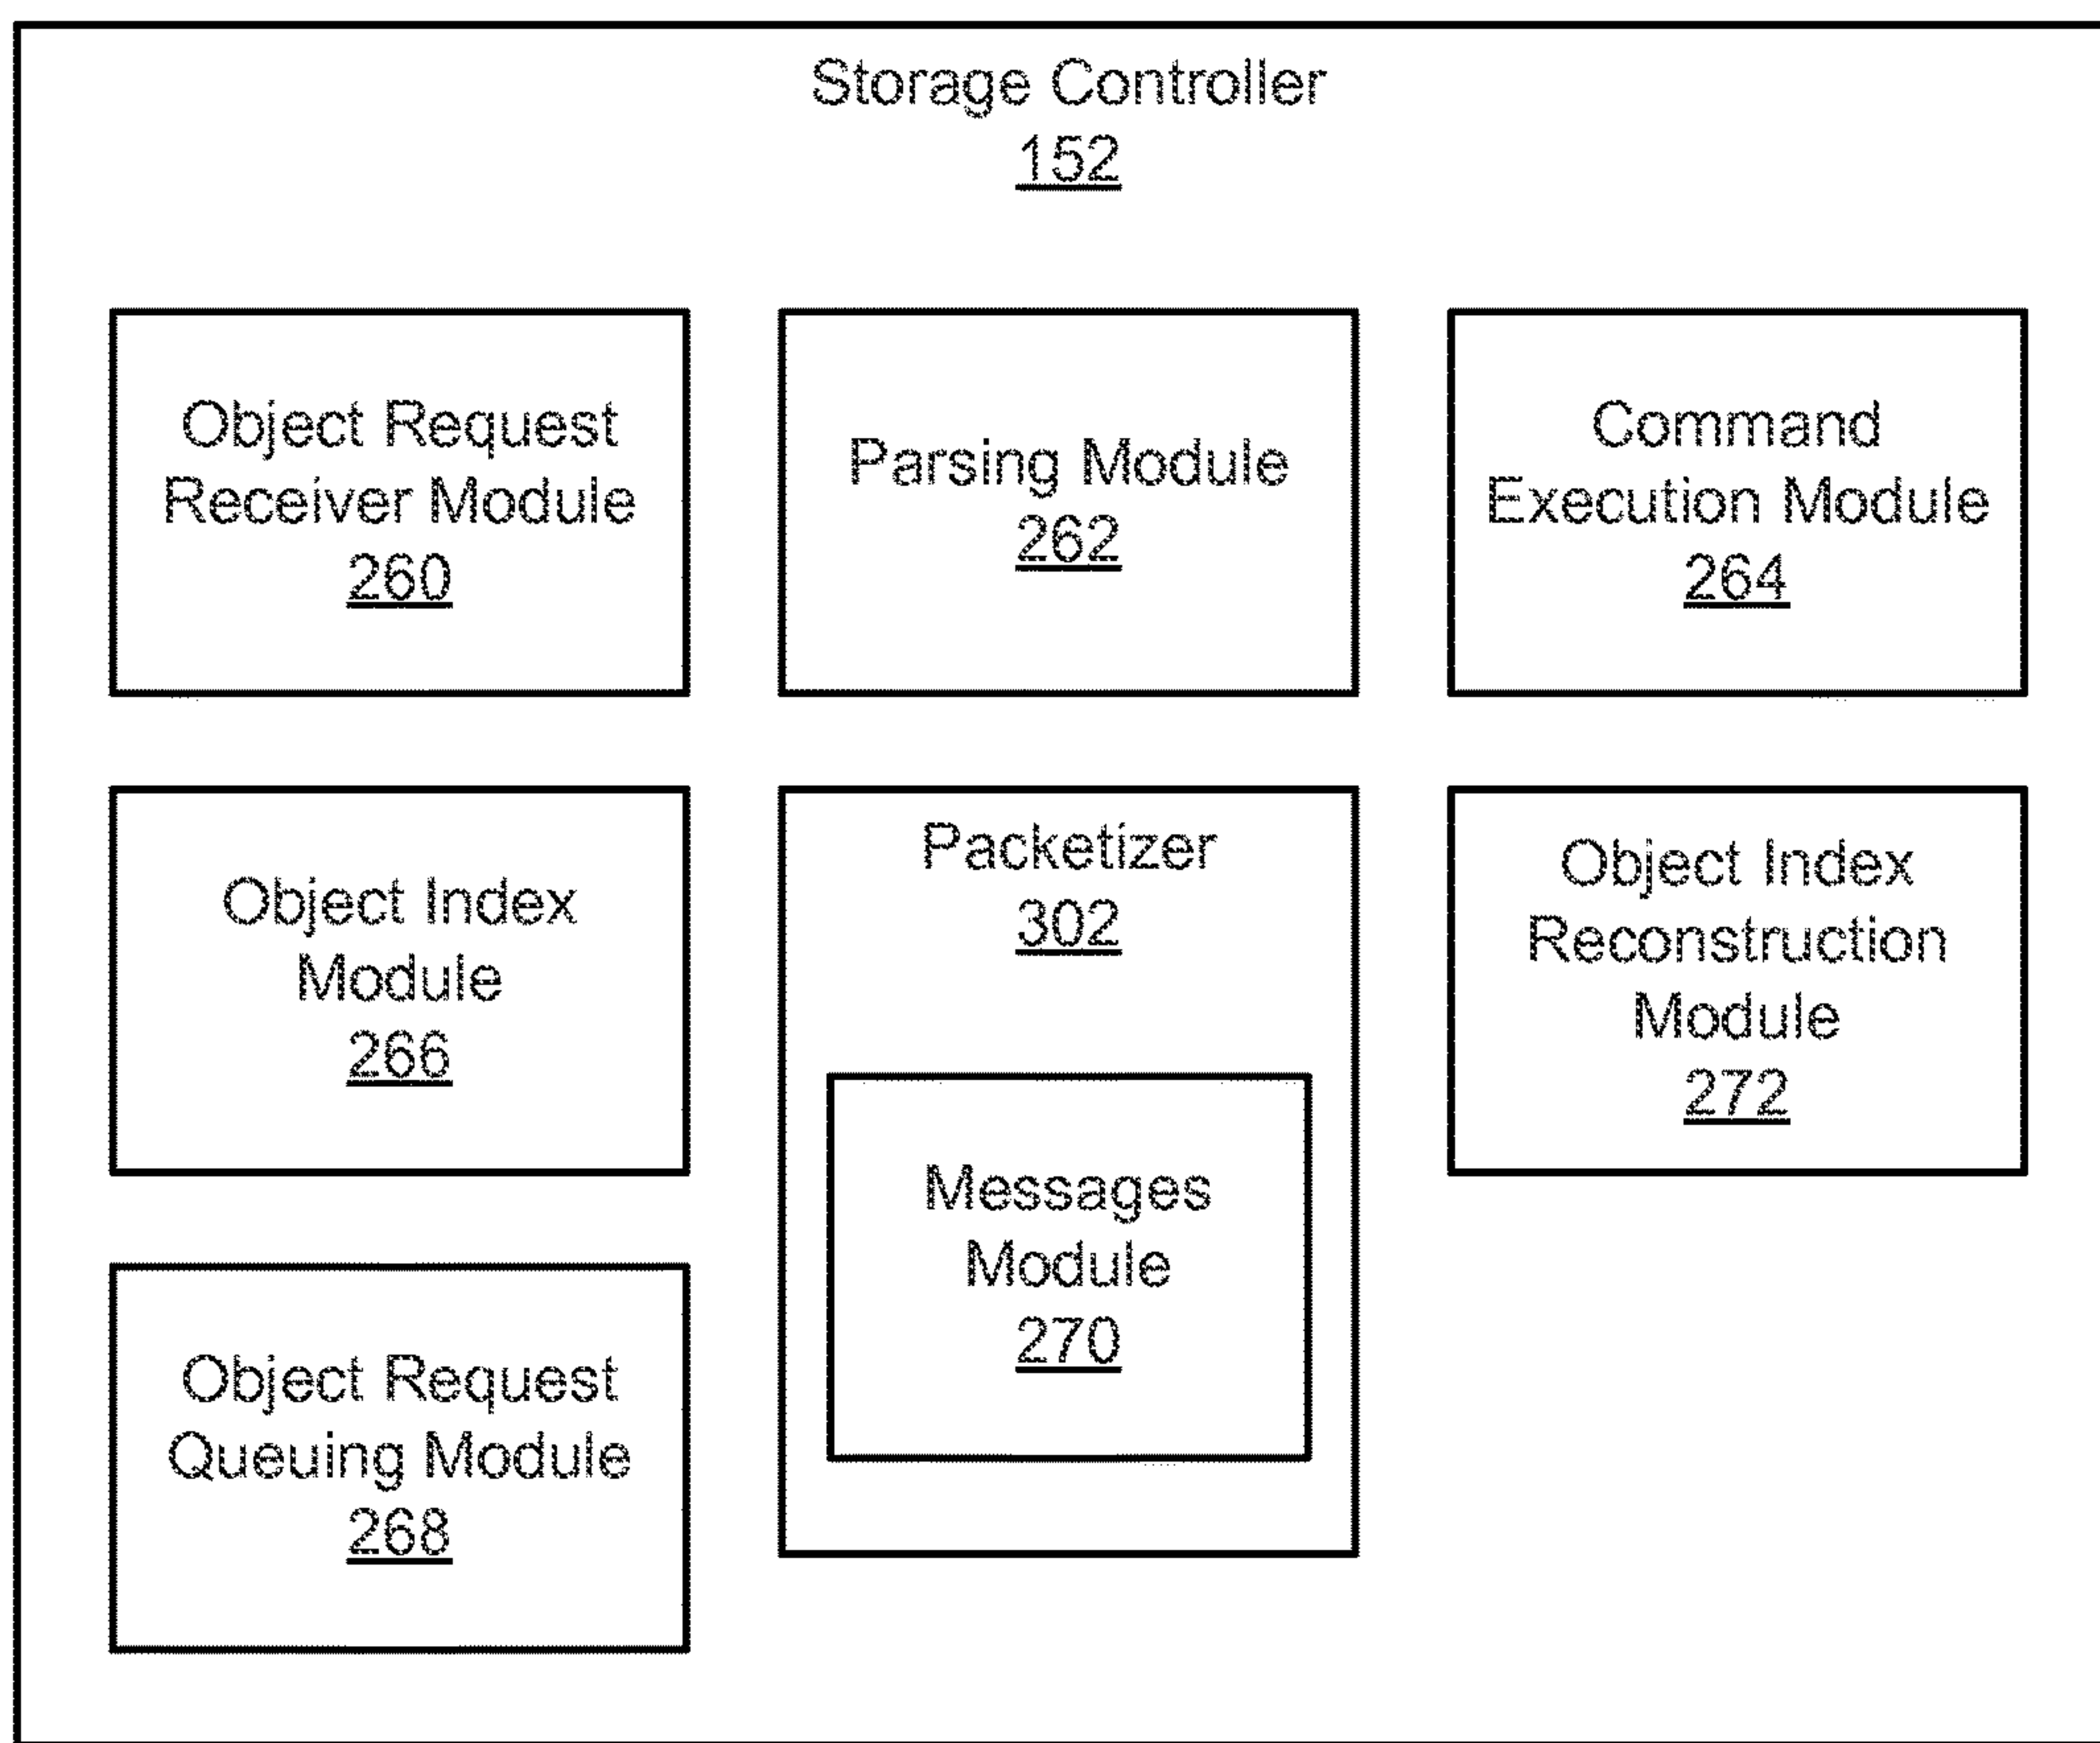 Storage Controller
152
Object Request
Receiver Module
260
Parsing Module
262
Command
Execution Module
264
Object Index
Module
266
Packetizer
302
Messages
Module
270
Object Index
Reconstruction
Module
272
Object Request
Queuing Module
268